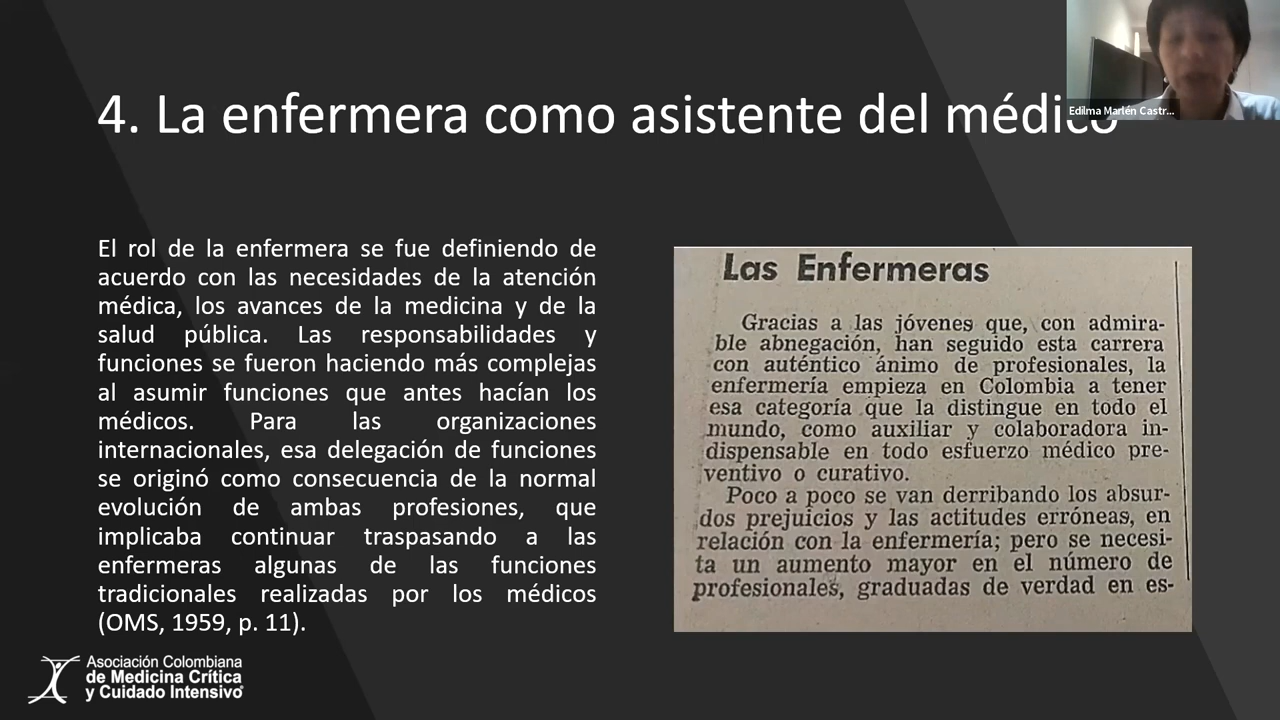 4. La enfermera como asistente del médico
Edilma Marlén Castr...
El rol de la enfermera se fue definiendo de
acuerdo con las necesidades de la atención
médica, los avances de la medicina y de la
salud pública. Las responsabilidades y
funciones se fueron haciendo más complejas
al asumir funciones que antes hacían los
médicos. Para las organizaciones
internacionales, esa delegación de funciones
se originó como consecuencia de la normal
evolución de ambas profesiones, que
implicaba continuar traspasando a las
enfermeras algunas de las funciones
tradicionales realizadas por los médicos
(OMS, 1959, p. 11).
Las Enfermeras
Gracias a las jóvenes que, con admira-
ble abnegación, han seguido esta carrera
con auténtico ánimo de profesionales, la
enfermería empieza en Colombia a tener
esa categoría que la distingue en todo el
mundo, como auxiliar y colaboradora in-
dispensable en todo esfuerzo médico pre-
ventivo o curativo.
Poco a poco se van derribando los absur-
dos prejuicios y las actitudes erróneas, en
relación con la enfermería; pero se necesi-
ta un aumento mayor en el número de
profesionales, graduadas de verdad en es-
Asociación Colombiana
de Medicina Crítica
y Cuidado Intensivo